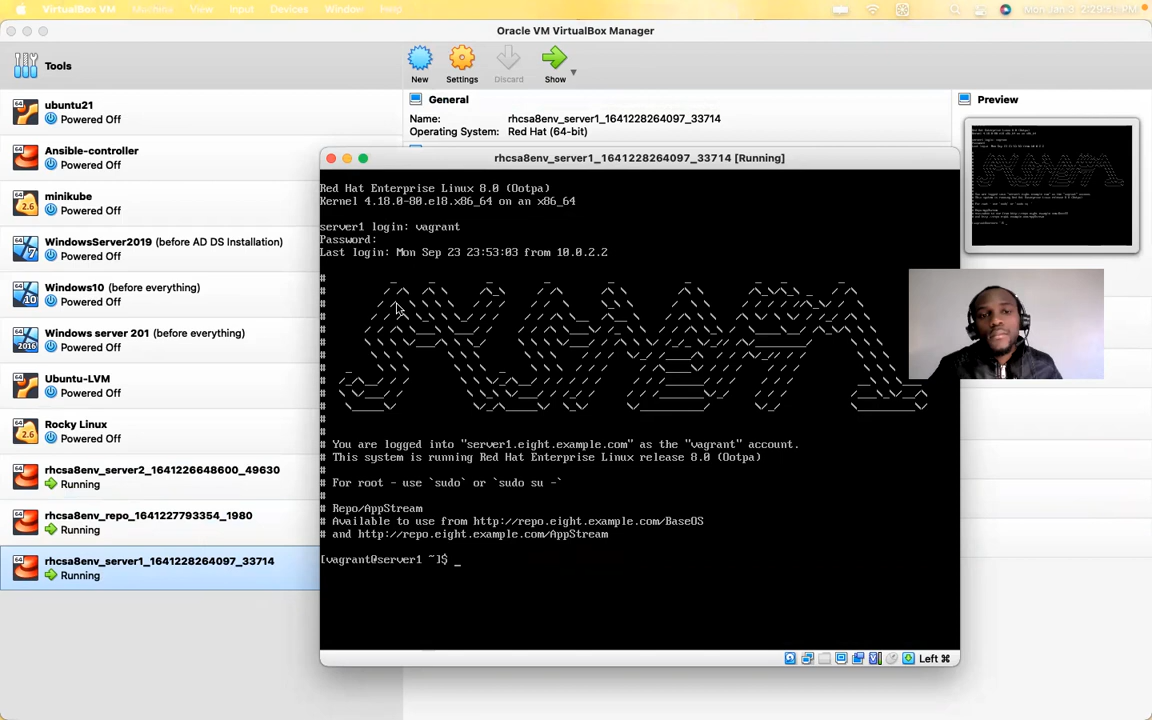 VirtualBox VM Machine View Input Devices Window Help
Oracle VM VirtualBox Manager
Tools
New Settings Discard Show
ubuntu21
Powered Off
Ansible-controller
Powered Off
minikube
Powered Off
WindowsServer2019 (before AD DS Installation)
Powered Off
Windows10 (before everything)
Powered Off
Windows server 201 (before everything)
Powered Off
Ubuntu-LVM
Powered Off
Rocky Linux
Powered Off
rhcsa8env_server2_1641226648600_49630
Running
rhcsa8env_repo_1641227793354_1980
Running
rhcsa8env_server1_1641228264097_33714
Running
General
Name: rhcsa8env_server1_1641228264097_33714
Operating System: Red Hat (64-bit)
Preview
rhcsa8env_server1_1641228264097_33714 [Running]
Red Hat Enterprise Linux 8.0 (Ootpa)
Kernel 4.18.0-80.el8.x86_64 on an x86_64
server1 login: vagrant
Password:
Last login: Mon Sep 23 23:53:03 from 10.0.2.2
# You are logged into "server1.eight.example.com" as the "vagrant" account.
# This system is running Red Hat Enterprise Linux release 8.0 (Ootpa)
#
# For root - use `sudo` or `sudo su -`
#
# Repo/AppStream
# Available to use from http://repo.eight.example.com/BaseOS
# and http://repo.eight.example.com/AppStream
[vagrant@server1 ~]$ _
Left ⌘